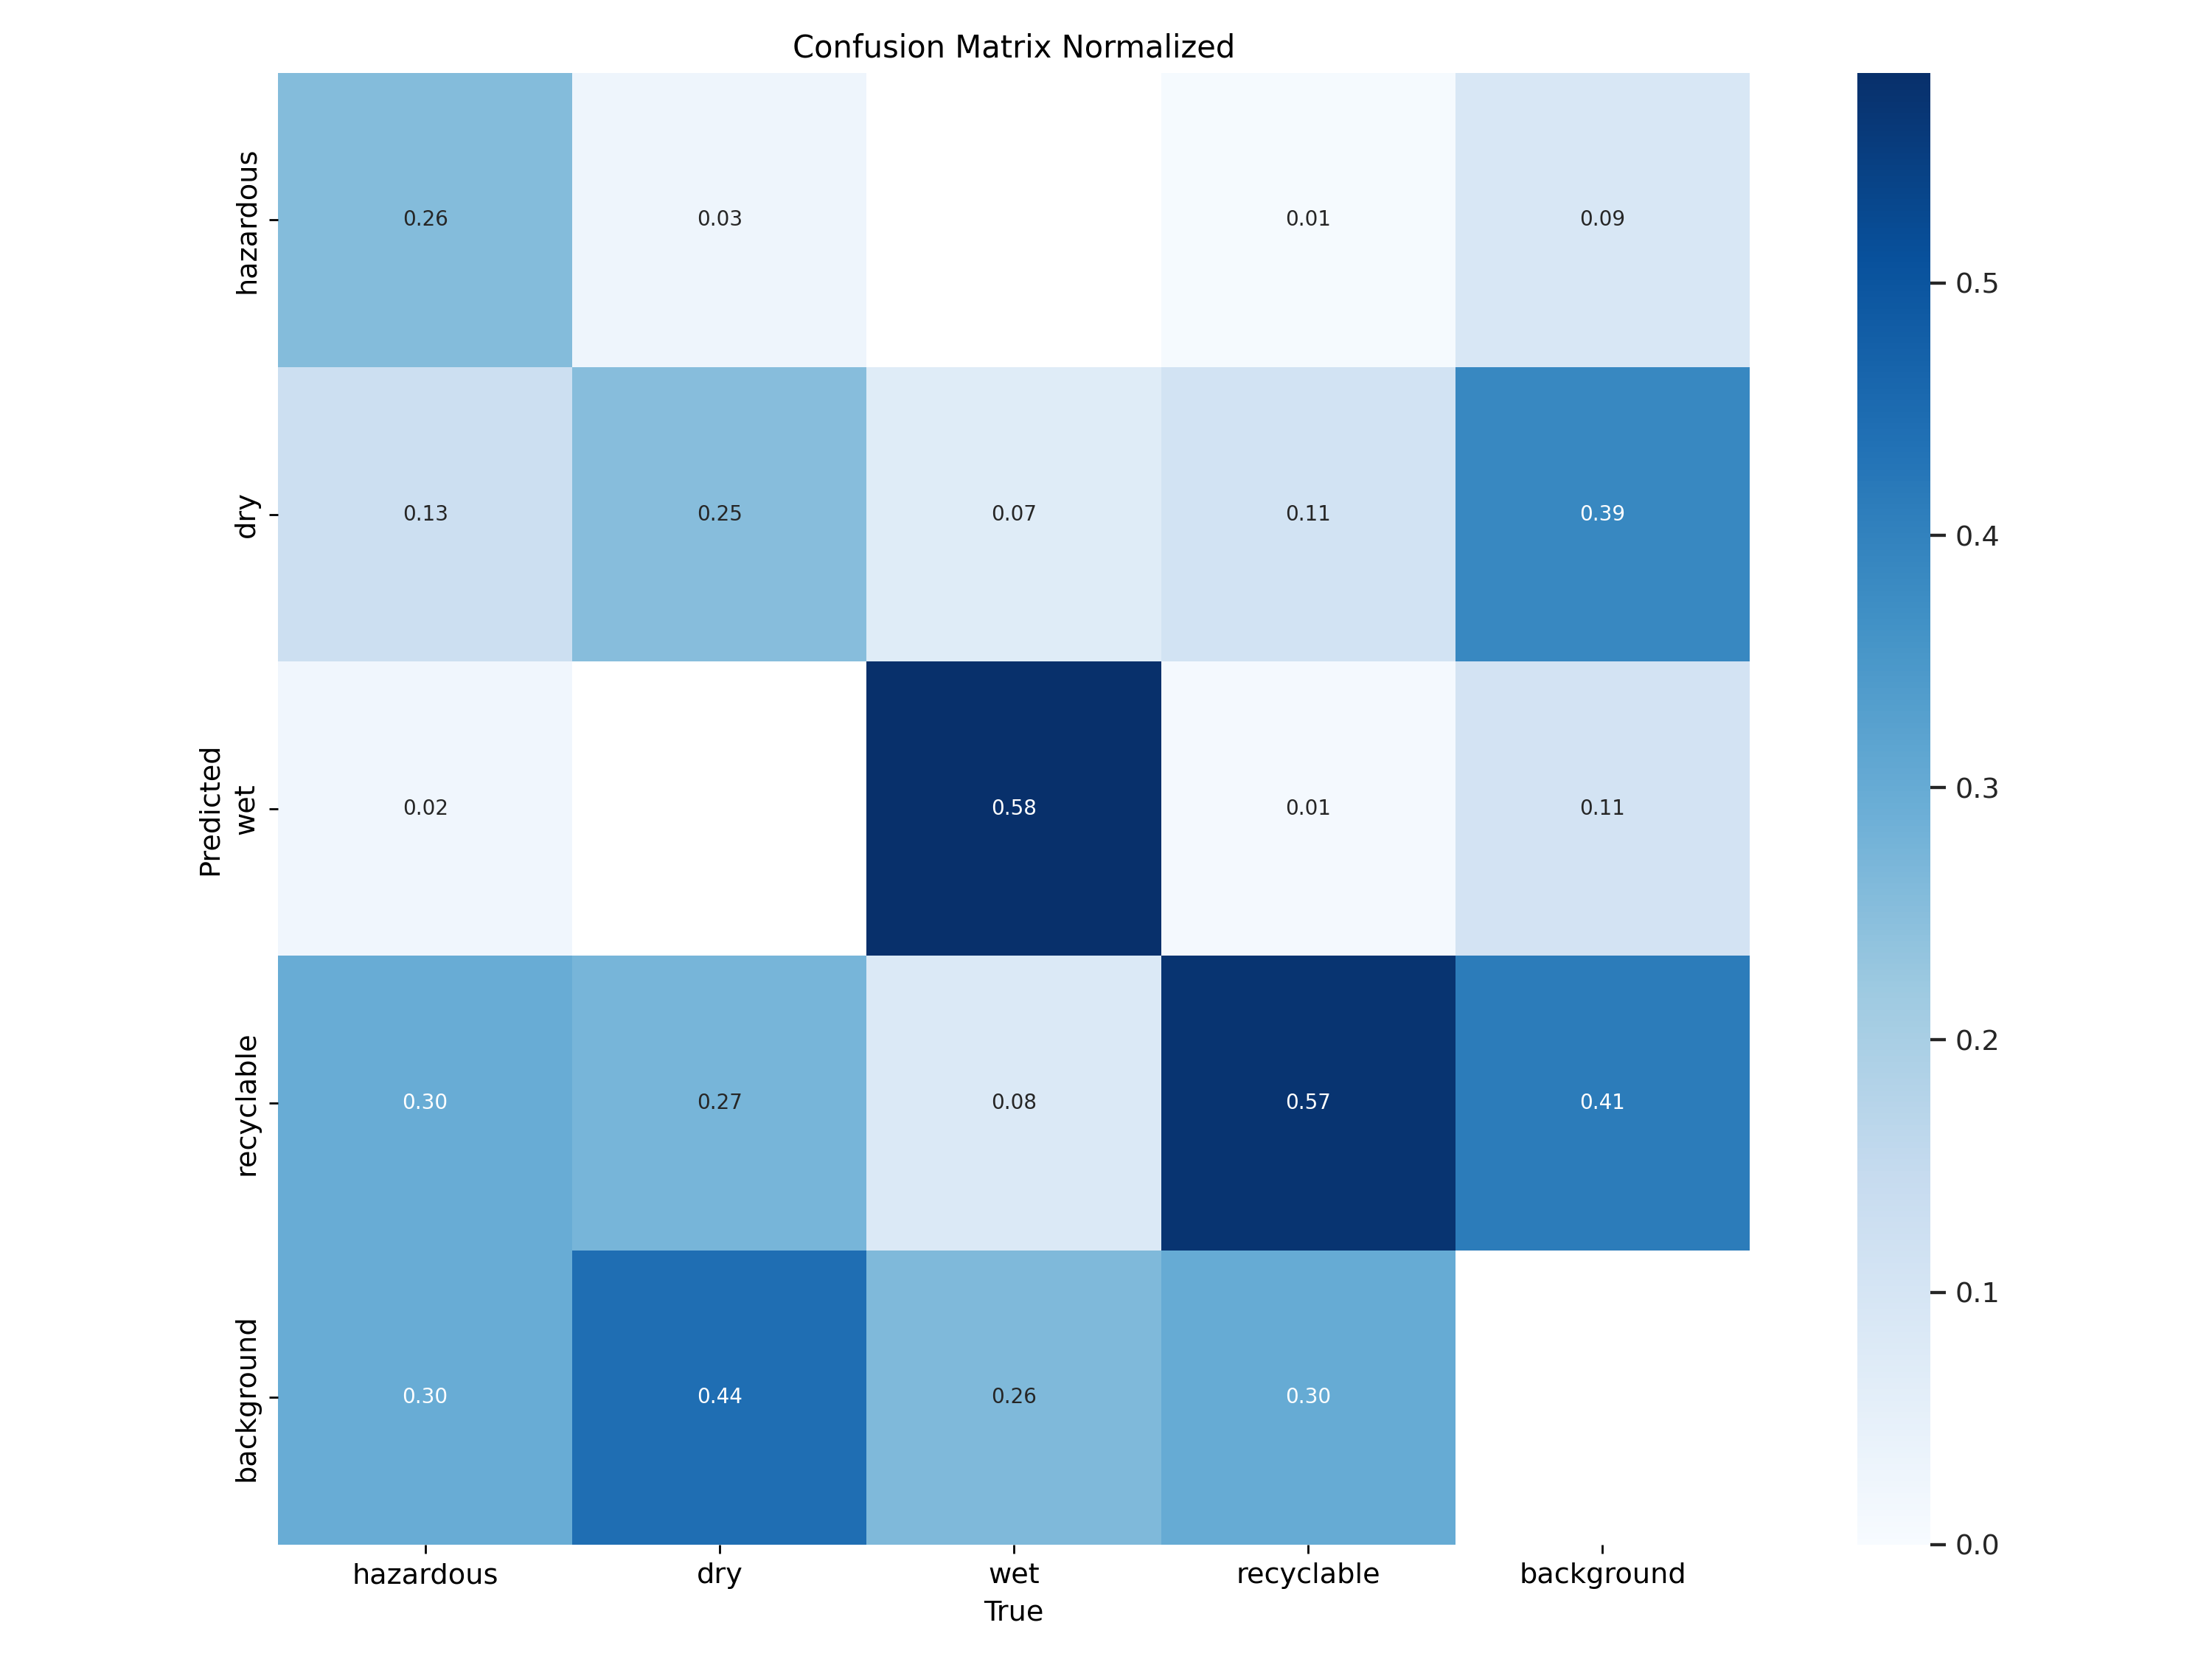 Confusion Matrix Normalized
hazardous
0.26
0.03
0.01
0.09
dry
0.13
0.25
0.07
0.11
0.39
Predicted
wet
0.02
0.58
0.01
0.11
recyclable
0.30
0.27
0.08
0.57
0.41
background
0.30
0.44
0.26
0.30
hazardous
dry
wet
recyclable
background
True
0.5
0.4
0.3
0.2
0.1
0.0